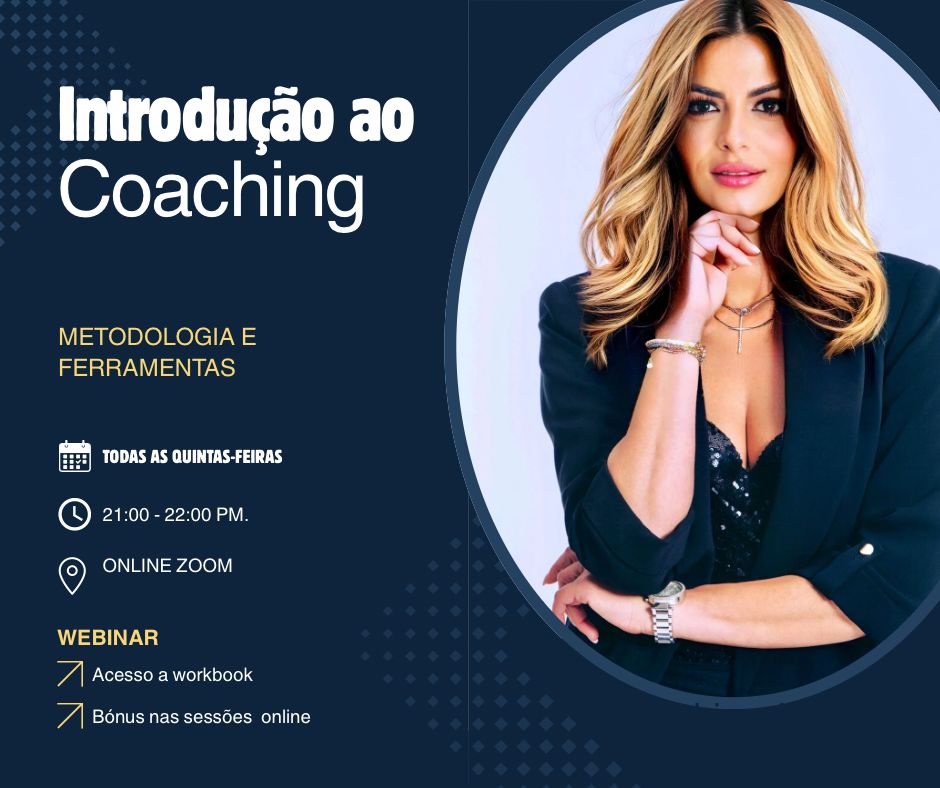 Introdução ao
Coaching
METODOLOGIA E
FERRAMENTAS
TODAS AS QUINTAS-FEIRAS
21:00 - 22:00 PM.
ONLINE ZOOM
WEBINAR
Acesso a workbook
Bónus nas sessões online